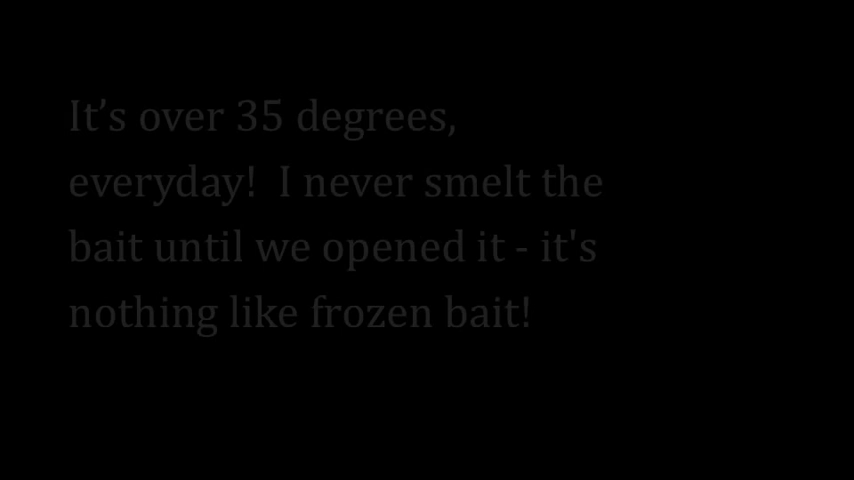 It’s over 35 degrees,
everyday!  I never smelt the
bait until we opened it - it's
nothing like frozen bait!